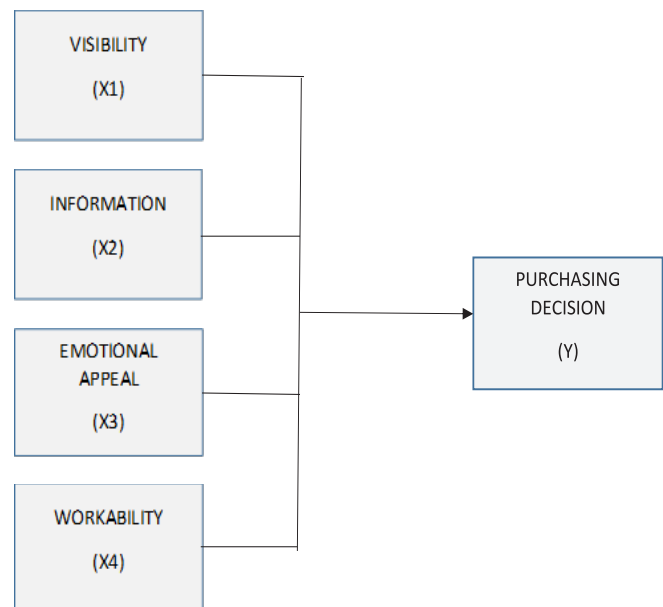 VISIBILITY
(X1)
INFORMATION
(X2)
EMOTIONAL
APPEAL
(X3)
WORKABILITY
(X4)
PURCHASING
DECISION
(Y)